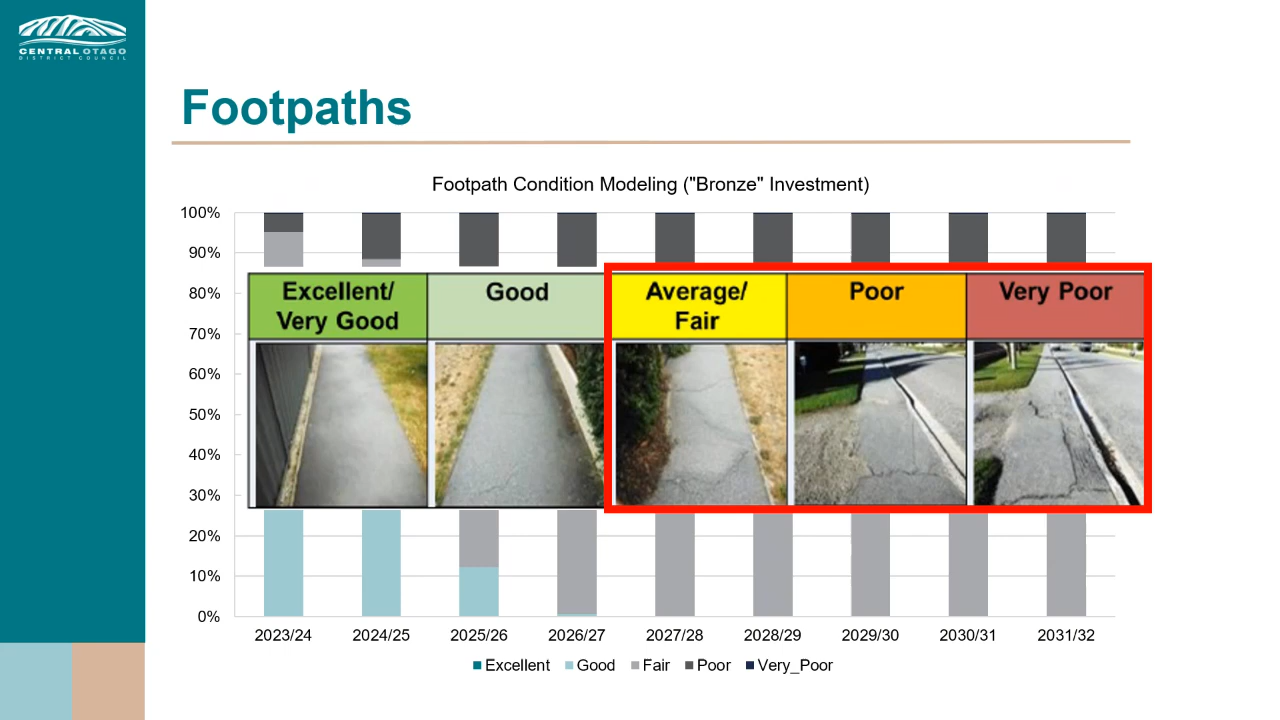 CENTRAL OTAGO
DISTRICT COUNCIL
Footpaths
Footpath Condition Modeling ("Bronze" Investment)
100%
90%
80%
70%
60%
50%
40%
30%
20%
10%
0%
Excellent/
Very Good
Good
Average/
Fair
Poor
Very Poor
2023/24 2024/25 2025/26 2026/27 2027/28 2028/29 2029/30 2030/31 2031/32
Excellent Good Fair Poor Very_Poor